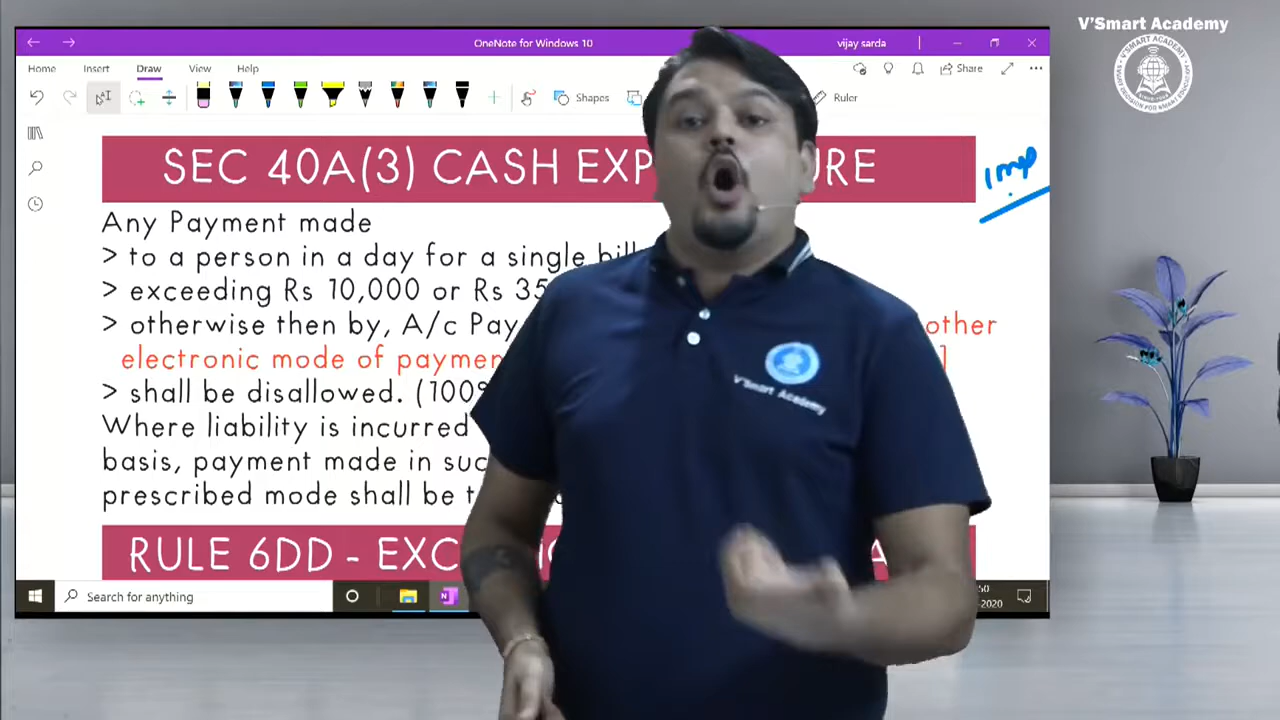 V'Smart Academy
OneNote for Windows 10
vijay sarda
Home Insert Draw View Help
Share
Shapes
Ruler
SEC 40A(3) CASH EXP URE
Imp
Any Payment made
> to a person in a day for a single bill
> exceeding Rs 10,000 or Rs 35
> otherwise then by, A/c Pay other
electronic mode of paymen ]
> shall be disallowed. (100%
Where liability is incurred
basis, payment made in suc
prescribed mode shall be t
RULE 6DD - EXC
V'Smart Academy
Search for anything
50
-2020